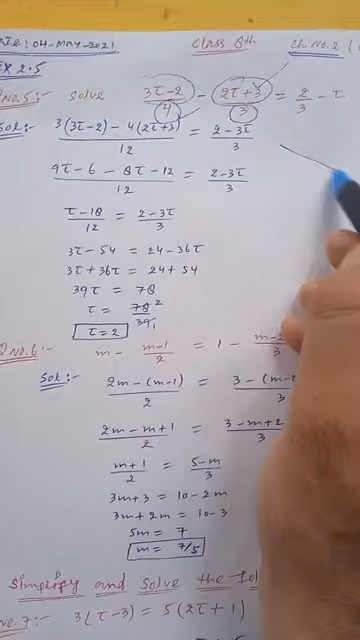 DATE: 04-MAY-2021 Class 8th Ch No.2
EX 2.5
No.5:- Solve (3t-2)/4 - (2t+3)/3 = 2/3 - t
Sol:- (3(3t-2) - 4(2t+3))/12 = (2-3t)/3
(9t-6 - 8t-12)/12 = (2-3t)/3
(t-18)/12 = (2-3t)/3
3t-54 = 24-36t
3t+36t = 24+54
39t = 78
t = 78 2/39 1
t=2
Q No.6:- m - (m-1)/2 = 1 - (m-2)/3
Sol:- (2m-(m-1))/2 = 3-(m-2)/3
(2m-m+1)/2 = (3-m+2)/3
(m+1)/2 = (5-m)/3
3m+3 = 10-2m
3m+2m = 10-3
5m = 7
m = 7/5
Simplify and Solve the
No.7:- 3(t-3) = 5(2t+1)